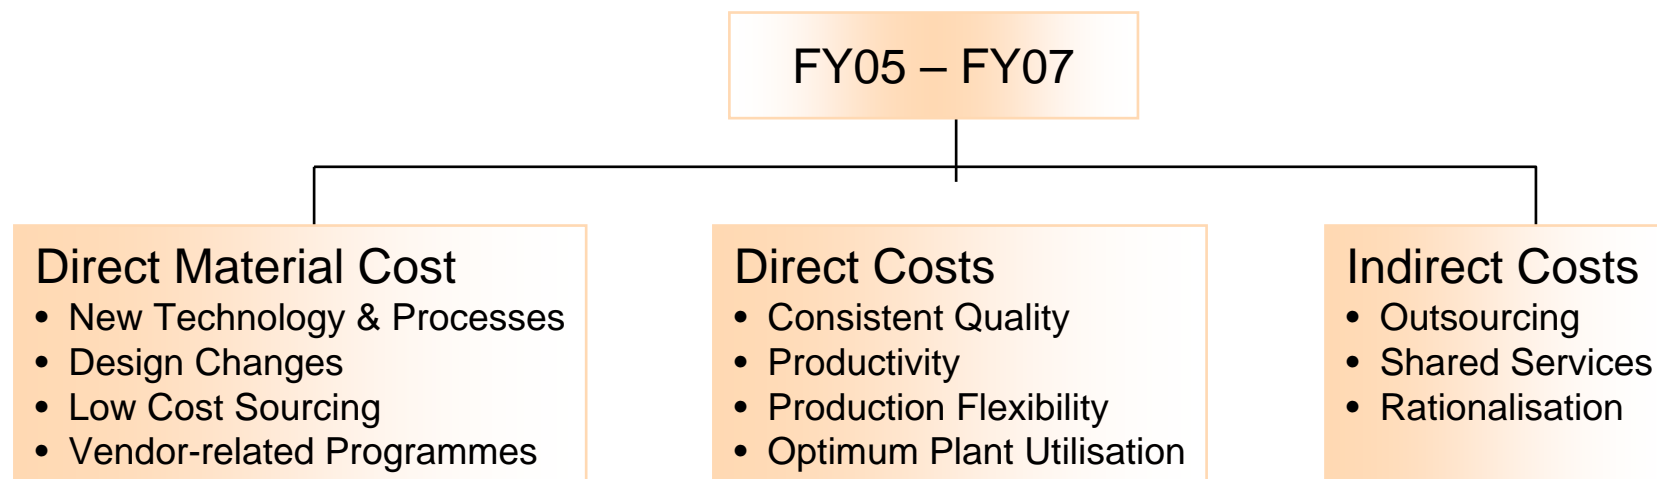 FY05 – FY07
Direct Material Cost
• New Technology & Processes
• Design Changes
• Low Cost Sourcing
• Vendor-related Programmes
Direct Costs
• Consistent Quality
• Productivity
• Production Flexibility
• Optimum Plant Utilisation
Indirect Costs
• Outsourcing
• Shared Services
• Rationalisation